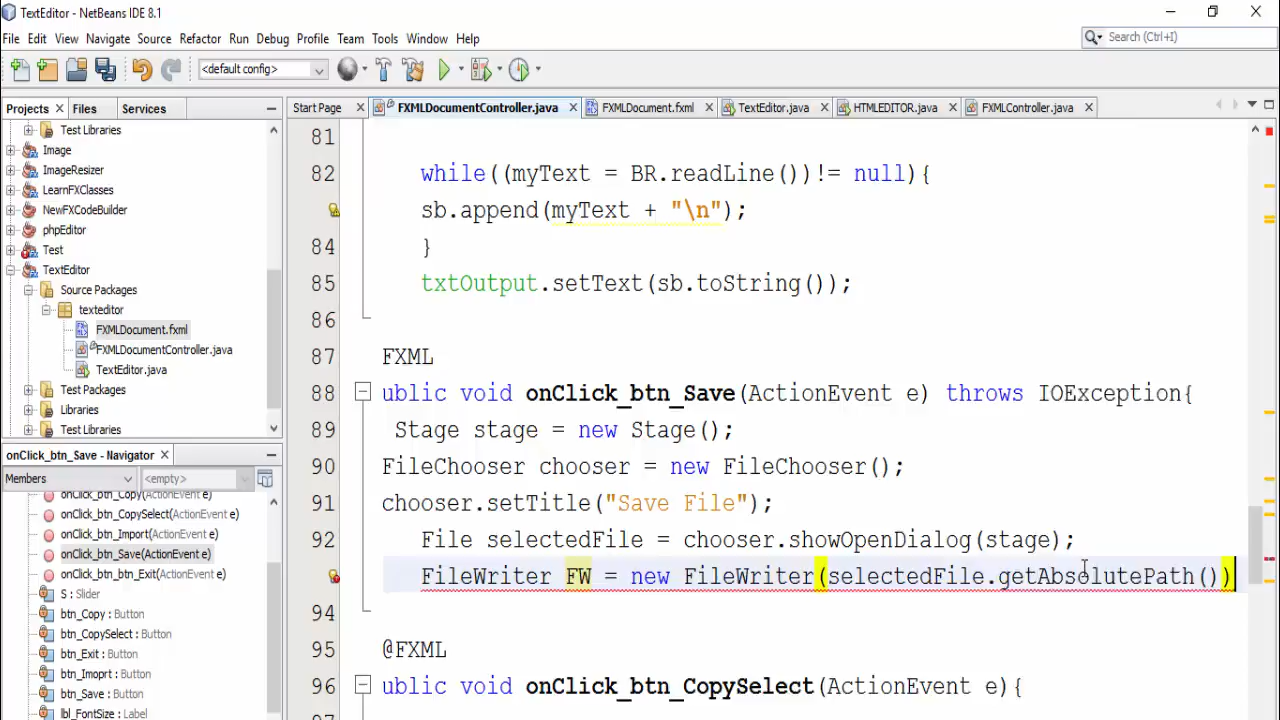 TextEditor - NetBeans IDE 8.1
File Edit View Navigate Source Refactor Run Debug Profile Team Tools Window Help
Search (Ctrl+I)
<default config>
Projects Files Services
Start Page FXMLDocumentController.java FXMLDocument.fxml TextEditor.java HTMLEDITOR.java FXMLController.java
Test Libraries
Image
ImageResizer
LearnFXClasses
NewFXCodeBuilder
phpEditor
Test
TextEditor
Source Packages
texteditor
FXMLDocument.fxml
FXMLDocumentController.java
TextEditor.java
Test Packages
Libraries
Test Libraries
onClick_btn_Save - Navigator
Members <empty>
onClick_btn_Copy(ActionEvent e)
onClick_btn_CopySelect(ActionEvent e)
onClick_btn_Import(ActionEvent e)
onClick_btn_Save(ActionEvent e)
onClick_btn_btn_Exit(ActionEvent e)
S : Slider
btn_Copy : Button
btn_CopySelect : Button
btn_Exit : Button
btn_Imoprt : Button
btn_Save : Button
lbl_FontSize : Label
81
82 while((myText = BR.readLine())!= null){
sb.append(myText + "\n");
84 }
85 txtOutput.setText(sb.toString());
86
87 FXML
88 ublic void onClick_btn_Save(ActionEvent e) throws IOException{
89 Stage stage = new Stage();
90 FileChooser chooser = new FileChooser();
91 chooser.setTitle("Save File");
92 File selectedFile = chooser.showOpenDialog(stage);
FileWriter FW = new FileWriter(selectedFile.getAbsolutePath())
94
95 @FXML
96 ublic void onClick_btn_CopySelect(ActionEvent e){